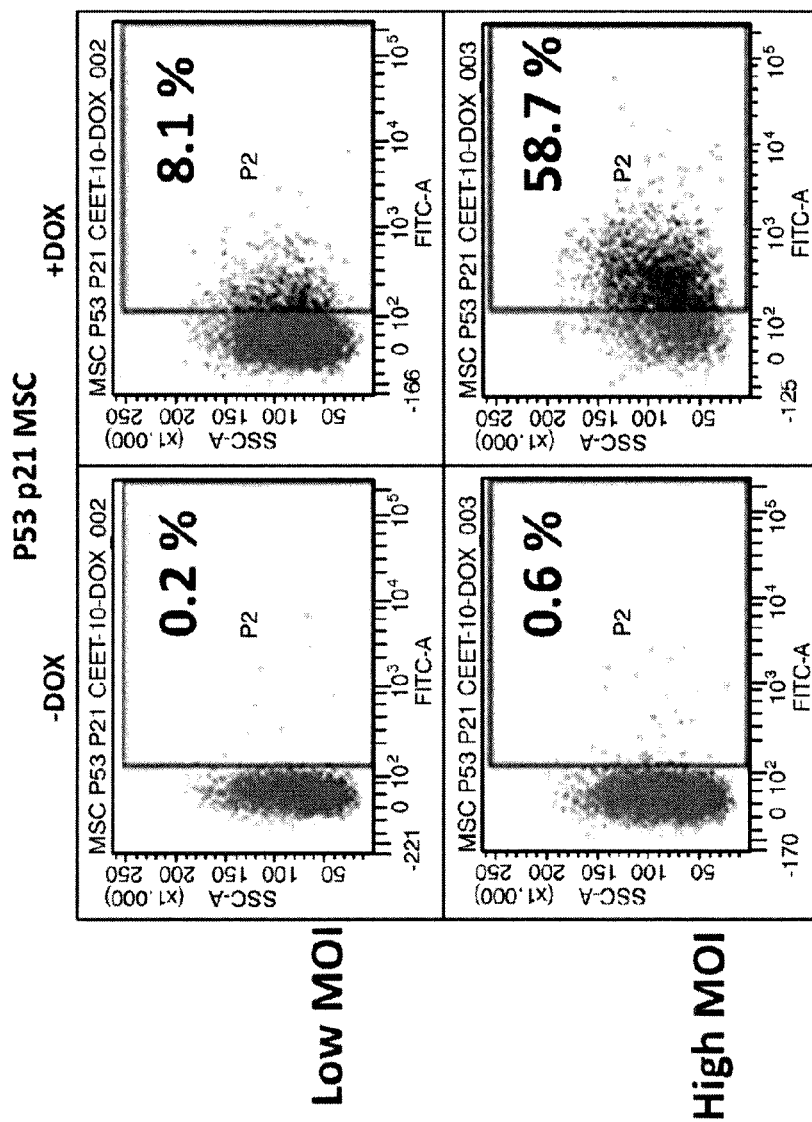 P53 p21 MSC
-DOX
+DOX
Low MOI
MSC P53 P21 CEET-10-DOX 002
0.2 %
P2
SSC-A
(x1.000)
50 100 150 200 250
-221 0 10² 10³ 10⁴ 10⁵
FITC-A
MSC P53 P21 CEET-10-DOX 002
8.1 %
P2
SSC-A
(x1.000)
50 100 150 200 250
-166 0 10² 10³ 10⁴ 10⁵
FITC-A
High MOI
MSC P53 P21 CEET-10-DOX 003
0.6 %
P2
SSC-A
(x1.000)
50 100 150 200 250
-170 0 10² 10³ 10⁴ 10⁵
FITC-A
MSC P53 P21 CEET-10-DOX 003
58.7 %
P2
SSC-A
(x1.000)
50 100 150 200 250
-125 0 10² 10³ 10⁴ 10⁵
FITC-A